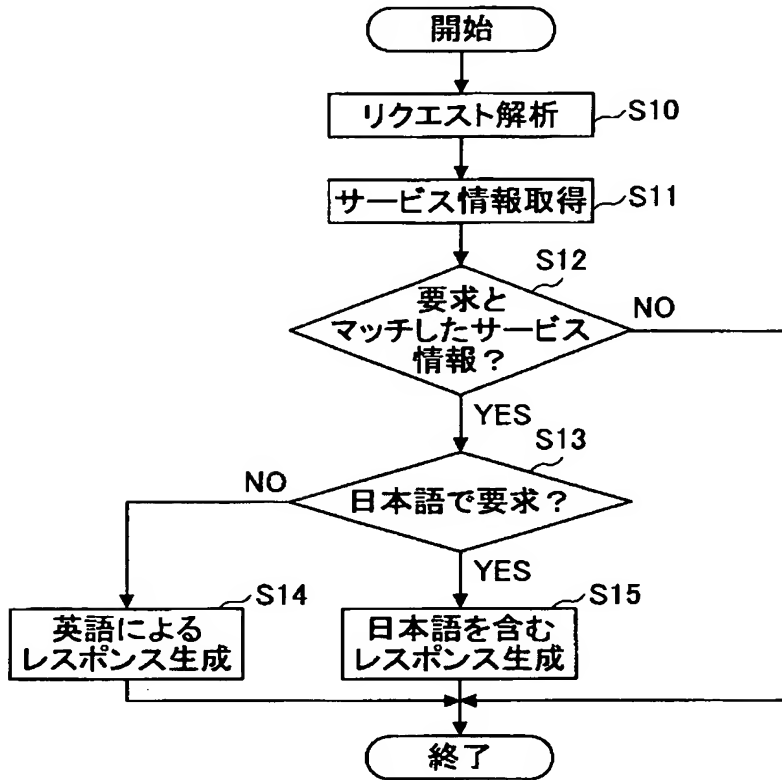 開始
リクエスト解析
S10
サービス情報取得
S11
S12
要求と
マッチしたサービス
情報？
NO
YES
S13
NO
日本語で要求？
YES
S14
英語による
レスポンス生成
S15
日本語を含む
レスポンス生成
終了